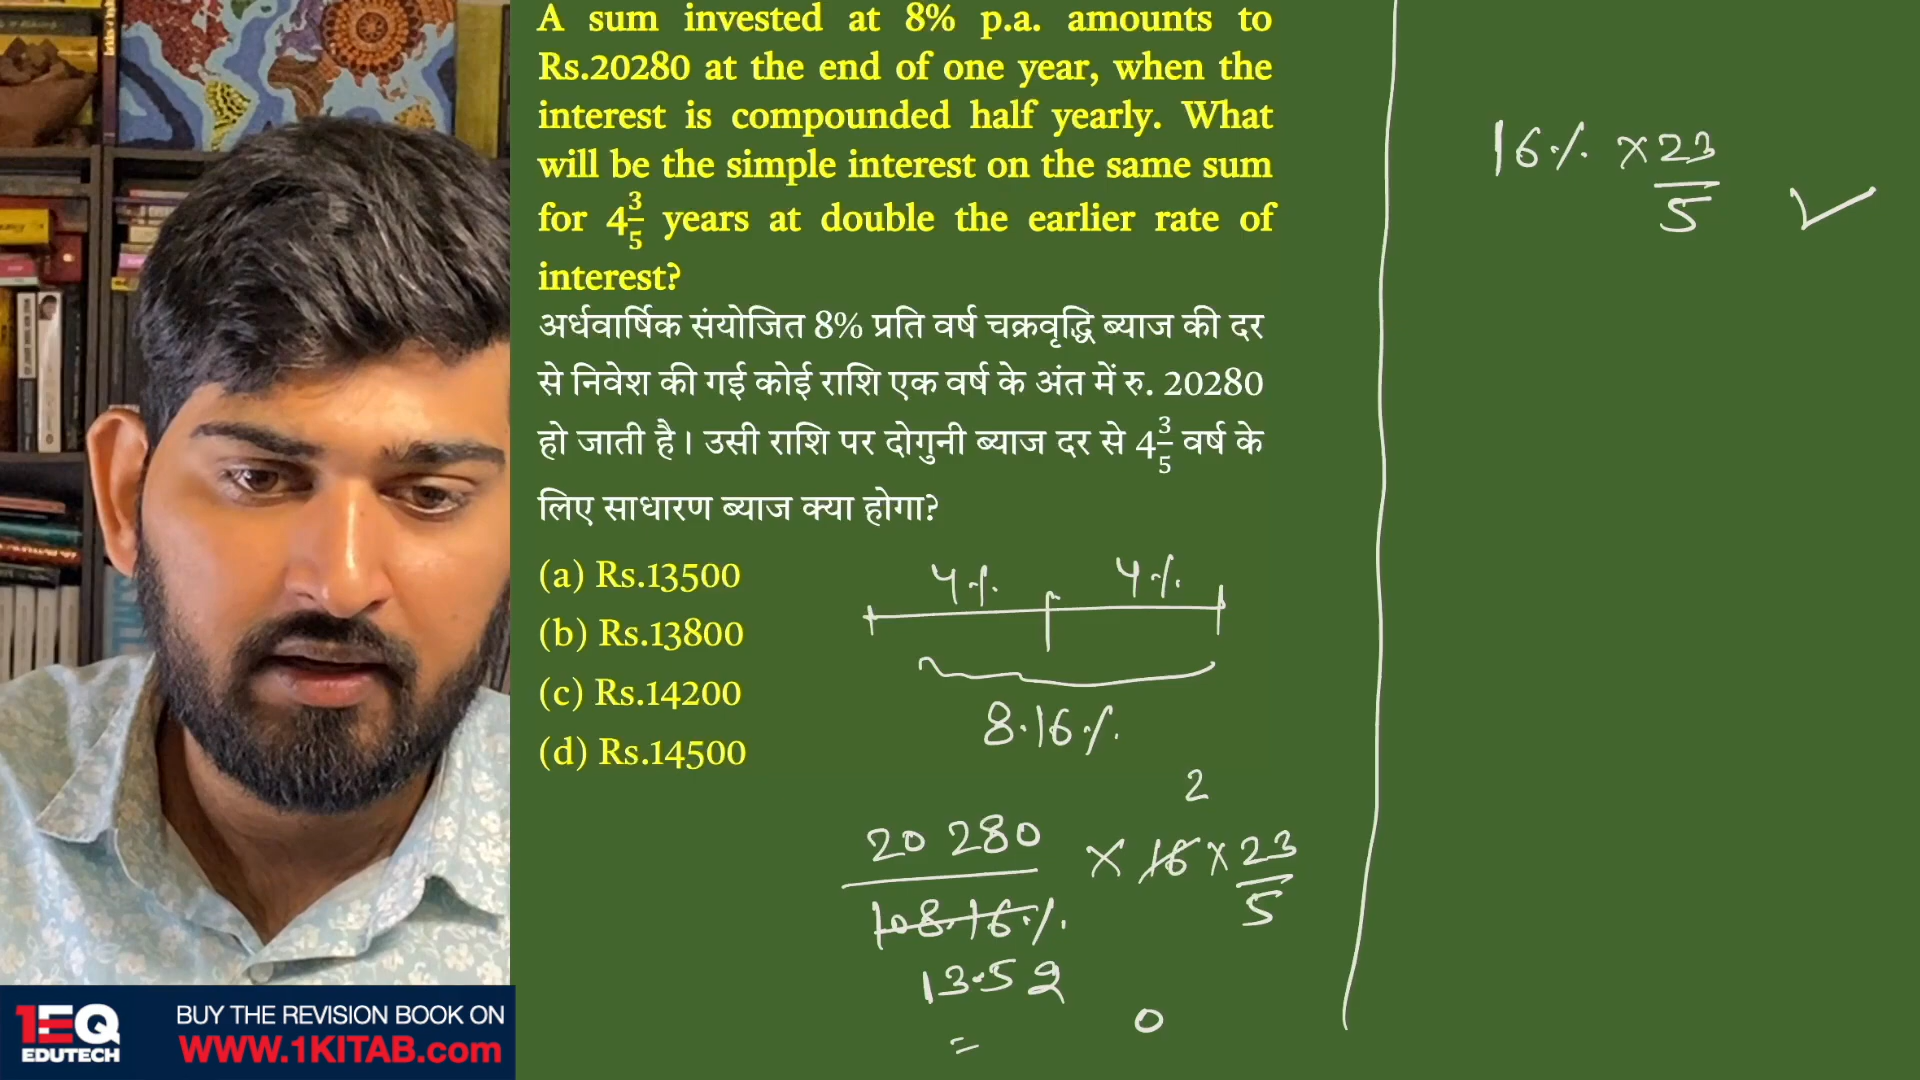 A sum invested at 8% p.a. amounts to
Rs.20280 at the end of one year, when the
interest is compounded half yearly. What
will be the simple interest on the same sum
for 4 3/5 years at double the earlier rate of
interest?
अर्धवार्षिक संयोजित 8% प्रति वर्ष चक्रवृद्धि ब्याज की दर
से निवेश की गई कोई राशि एक वर्ष के अंत में रु. 20280
हो जाती है। उसी राशि पर दोगुनी ब्याज दर से 4 3/5 वर्ष के
लिए साधारण ब्याज क्या होगा?
(a) Rs.13500
(b) Rs.13800
(c) Rs.14200
(d) Rs.14500
4% 4%
8.16%
2
20280 × 16 × 23
108.16% 5
13.52
=
0
16% × 23
5
1EQ
EDUTECH
BUY THE REVISION BOOK ON
WWW.1KITAB.com